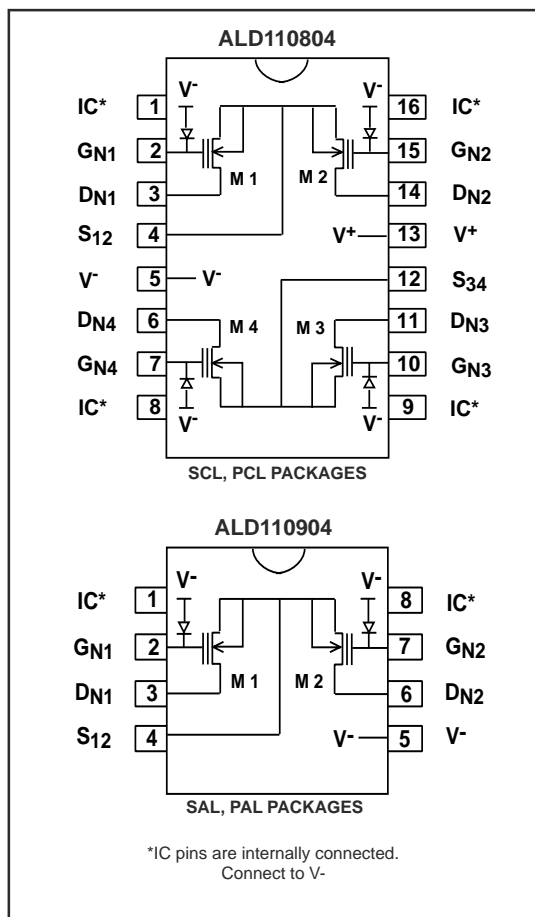 ALD110804
IC* 1 V- V- 16 IC*
GN1 2 15 GN2
M 1 M 2
DN1 3 14 DN2
S12 4 V+ 13 V+
V- 5 V- 12 S34
DN4 6 M 4 M 3 11 DN3
GN4 7 10 GN3
IC* 8 V- V- 9 IC*
SCL, PCL PACKAGES
ALD110904
IC* 1 V- V- 8 IC*
GN1 2 7 GN2
DN1 3 M 1 M 2 6 DN2
S12 4 V- 5 V-
SAL, PAL PACKAGES
*IC pins are internally connected.
Connect to V-